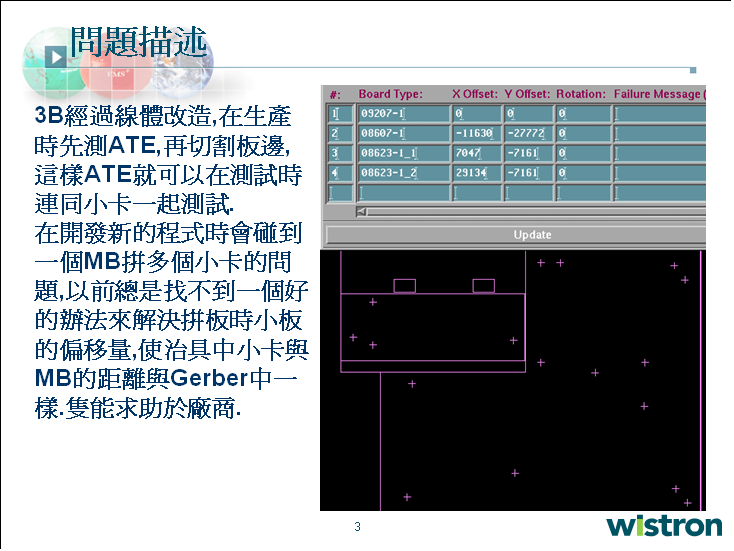 問題描述
3B經過線體改造,在生產
時先測ATE,再切割板邊,
這樣ATE就可以在測試時
連同小卡一起測試.
在開發新的程式時會碰到
一個MB拼多個小卡的問
題,以前總是找不到一個好
的辦法來解決拼板時小板
的偏移量,使治具中小卡與
MB的距離與Gerber中一
樣.隻能求助於廠商.
#: Board Type: X Offset: Y Offset: Rotation: Failure Message (
1 09207-1 0 0 0
2 08607-1 -11630 -27772 0
3 08623-1_1 7047 -7161 0
4 08623-1_2 29134 -7161 0
Update
3
wistron